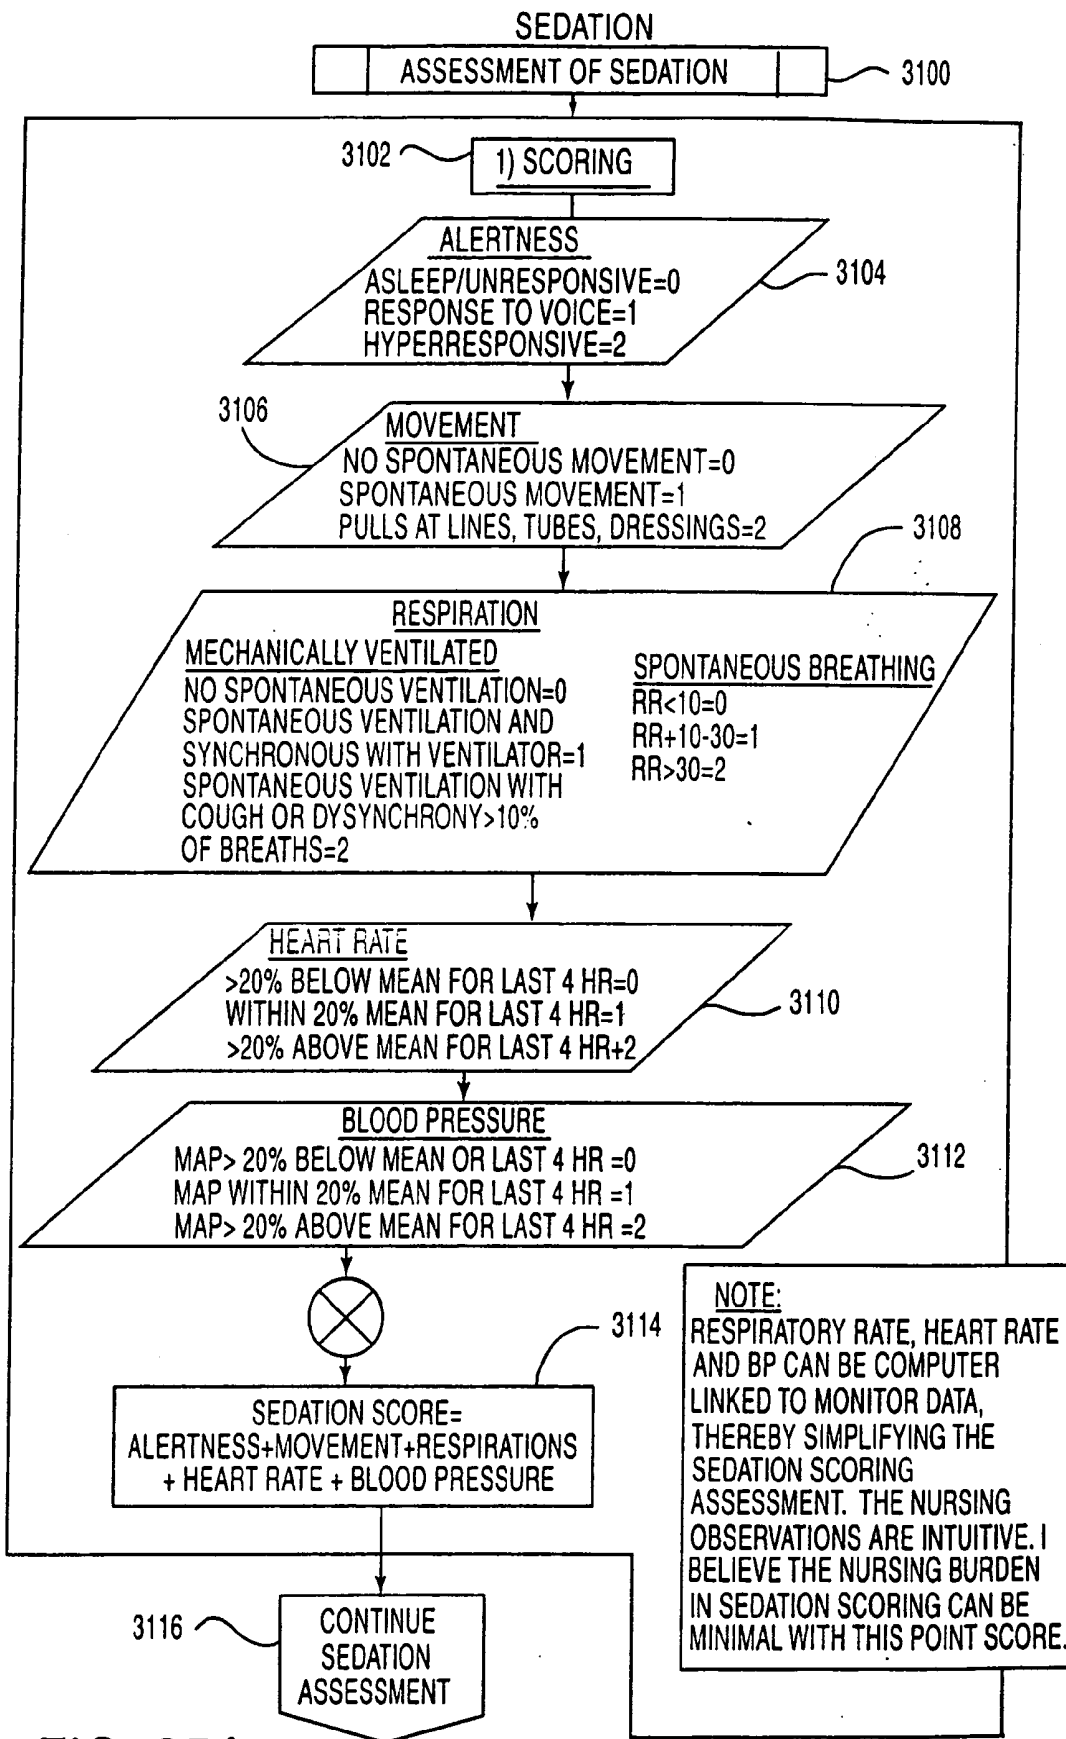 SEDATION
ASSESSMENT OF SEDATION
3100
3102
1) SCORING
ALERTNESS
ASLEEP/UNRESPONSIVE=0
RESPONSE TO VOICE=1
HYPERRESPONSIVE=2
3104
3106
MOVEMENT
NO SPONTANEOUS MOVEMENT=0
SPONTANEOUS MOVEMENT=1
PULLS AT LINES, TUBES, DRESSINGS=2
3108
RESPIRATION
MECHANICALLY VENTILATED
NO SPONTANEOUS VENTILATION=0
SPONTANEOUS VENTILATION AND
SYNCHRONOUS WITH VENTILATOR=1
SPONTANEOUS VENTILATION WITH
COUGH OR DYSYNCHRONY>10%
OF BREATHS=2
SPONTANEOUS BREATHING
RR<10=0
RR+10-30=1
RR>30=2
HEART RATE
>20% BELOW MEAN FOR LAST 4 HR=0
WITHIN 20% MEAN FOR LAST 4 HR=1
>20% ABOVE MEAN FOR LAST 4 HR+2
3110
BLOOD PRESSURE
MAP> 20% BELOW MEAN OR LAST 4 HR =0
MAP WITHIN 20% MEAN FOR LAST 4 HR =1
MAP> 20% ABOVE MEAN FOR LAST 4 HR =2
3112
3114
SEDATION SCORE=
ALERTNESS+MOVEMENT+RESPIRATIONS
+ HEART RATE + BLOOD PRESSURE
NOTE:
RESPIRATORY RATE, HEART RATE
AND BP CAN BE COMPUTER
LINKED TO MONITOR DATA,
THEREBY SIMPLIFYING THE
SEDATION SCORING
ASSESSMENT. THE NURSING
OBSERVATIONS ARE INTUITIVE. I
BELIEVE THE NURSING BURDEN
IN SEDATION SCORING CAN BE
MINIMAL WITH THIS POINT SCORE.
3116
CONTINUE
SEDATION
ASSESSMENT